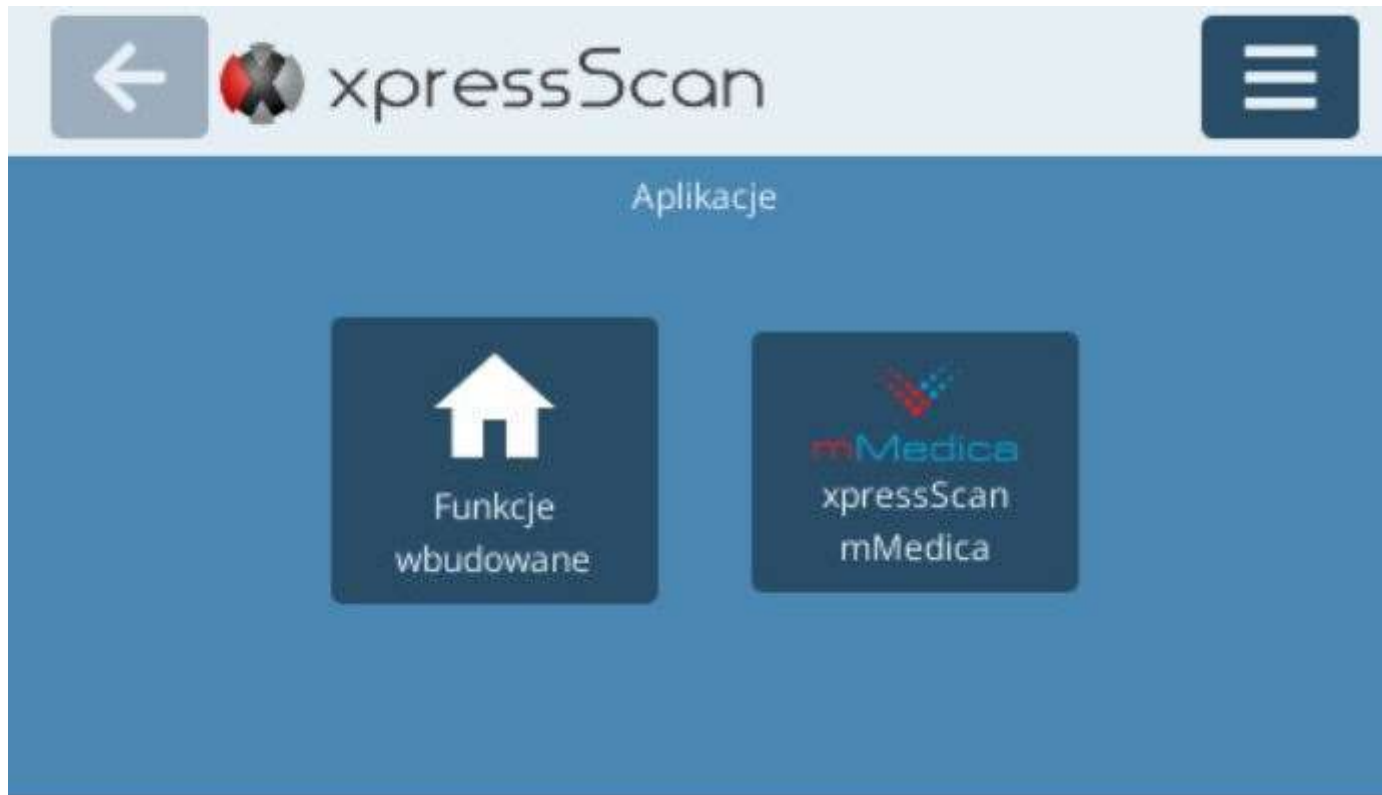 xpressScan
Aplikacje
Funkcje
wbudowane
mMedica
xpressScan
mMedica